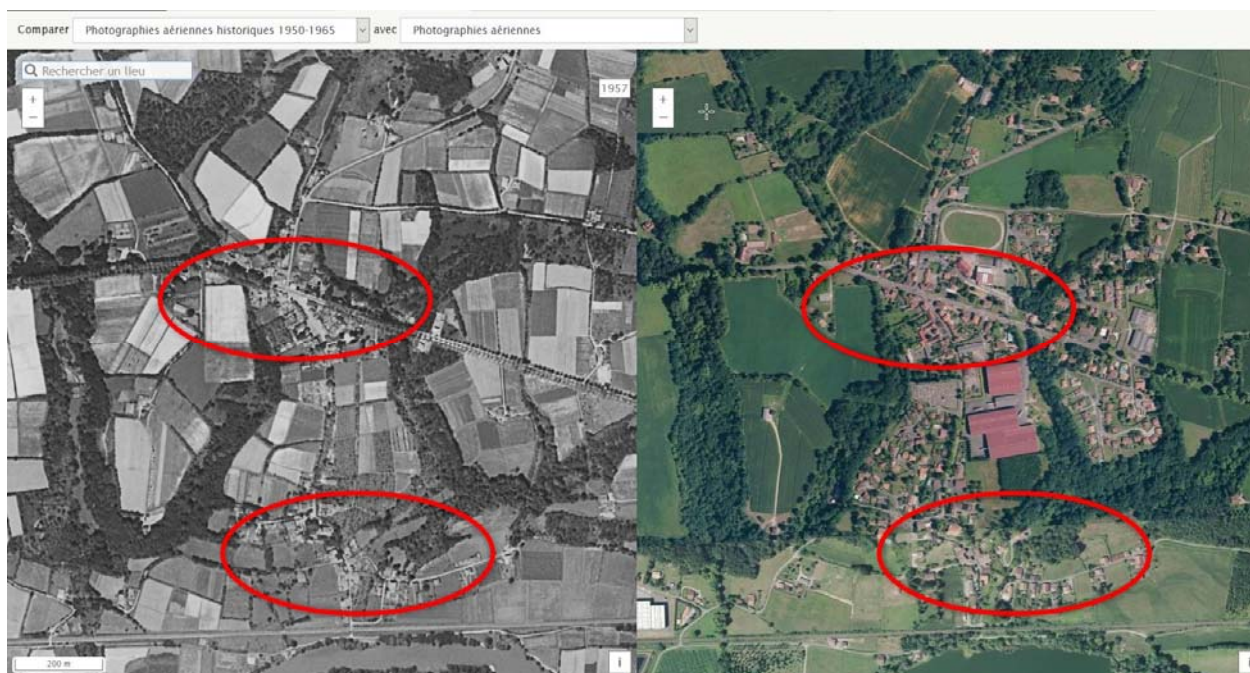 Comparer Photographies aériennes historiques 1950-1965 avec Photographies aériennes
Rechercher un lieu
1957
+ +
− −
200 m i i